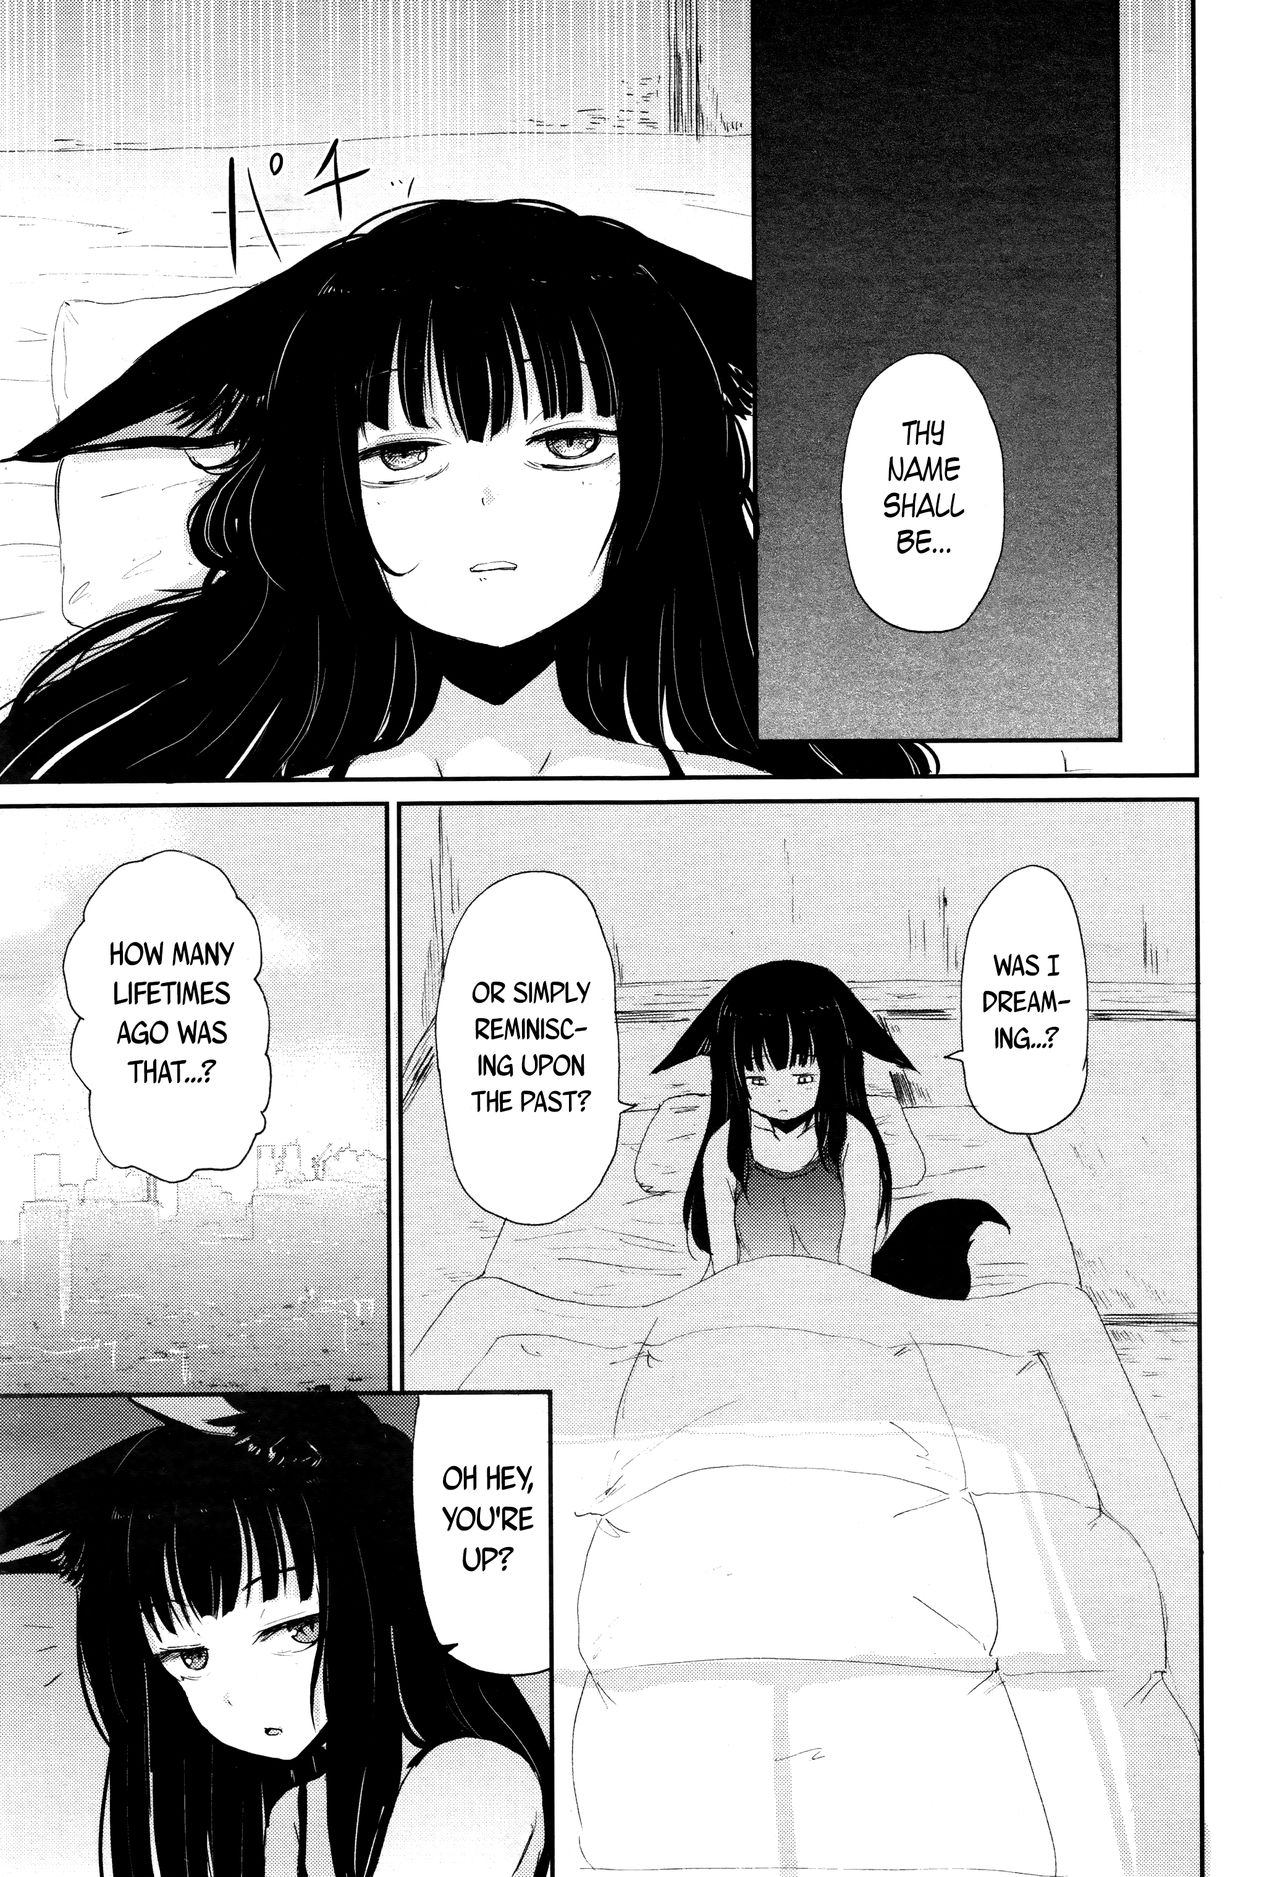 THY
NAME
SHALL
BE...
パチ
WAS I
DREAM-
ING...?
OR SIMPLY
REMINISC-
ING UPON
THE PAST?
HOW MANY
LIFETIMES
AGO WAS
THAT...?
OH HEY,
YOU'RE
UP?